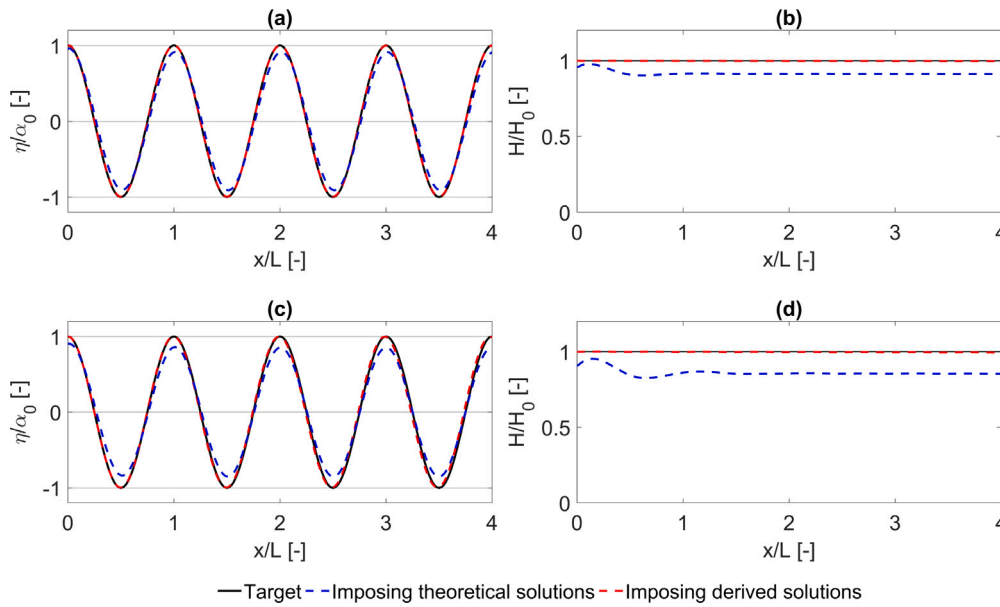 (a)
1
0
-1
η/α₀ [-]
0 1 2 3 4
x/L [-]
(b)
1
0.5
0
H/H₀ [-]
0 1 2 3 4
x/L [-]
(c)
1
0
-1
η/α₀ [-]
0 1 2 3 4
x/L [-]
(d)
1
0.5
0
H/H₀ [-]
0 1 2 3 4
x/L [-]
Target Imposing theoretical solutions Imposing derived solutions